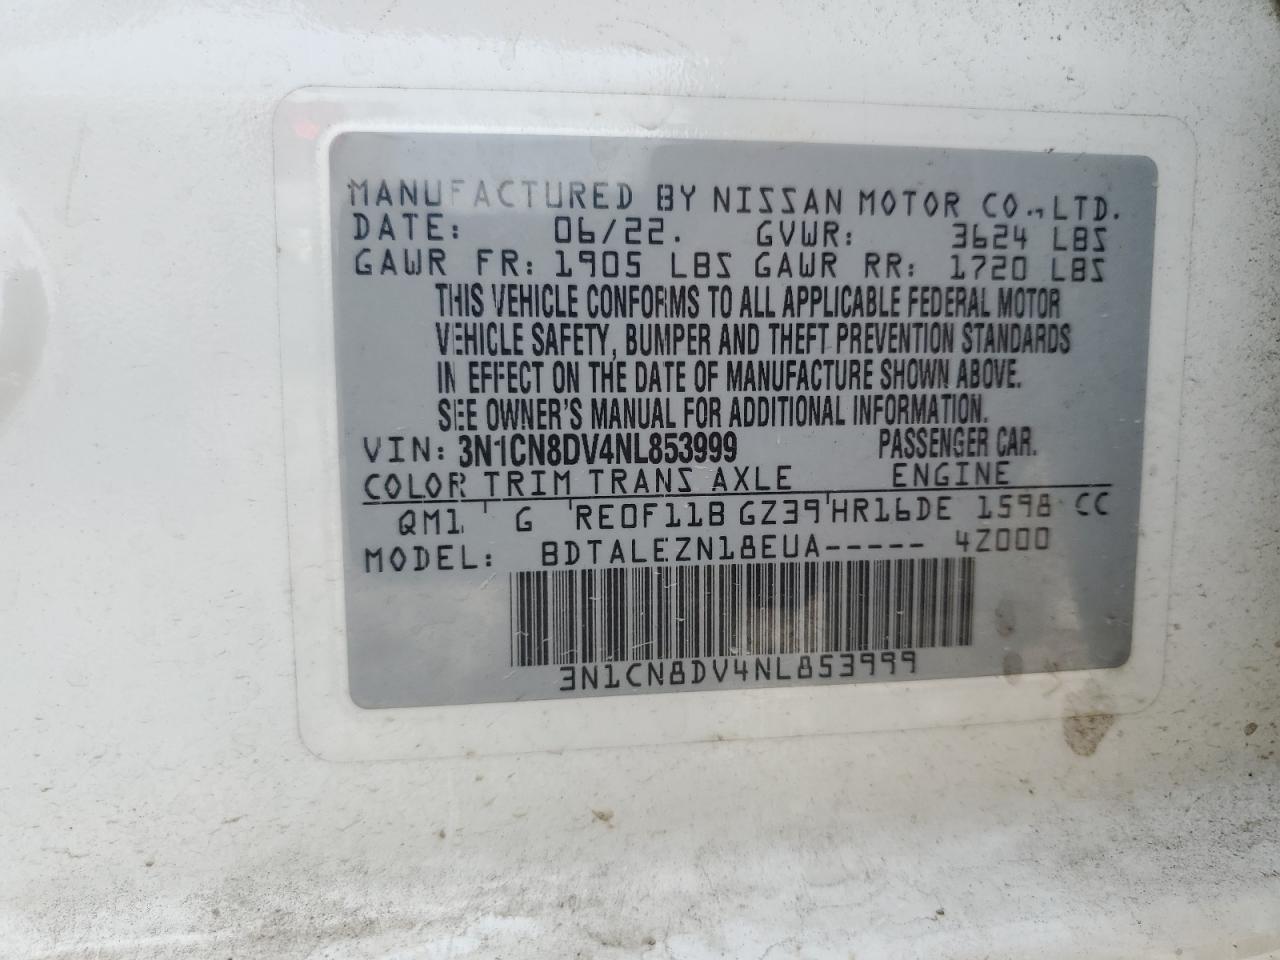 MANUFACTURED BY NISSAN MOTOR CO.,LTD.
DATE: 06/22. GVWR: 3624 LBS
GAWR FR: 1905 LBS GAWR RR: 1720 LBS
THIS VEHICLE CONFORMS TO ALL APPLICABLE FEDERAL MOTOR
VEHICLE SAFETY, BUMPER AND THEFT PREVENTION STANDARDS
IN EFFECT ON THE DATE OF MANUFACTURE SHOWN ABOVE.
SEE OWNER'S MANUAL FOR ADDITIONAL INFORMATION.
VIN: 3N1CN8DV4NL853999 PASSENGER CAR.
COLOR TRIM TRANS AXLE ENGINE
QM1 G RE0F11B GZ39 HR16DE 1598 CC
MODEL: BDTALEZN18EUA----- 4Z000
3N1CN8DV4NL853999